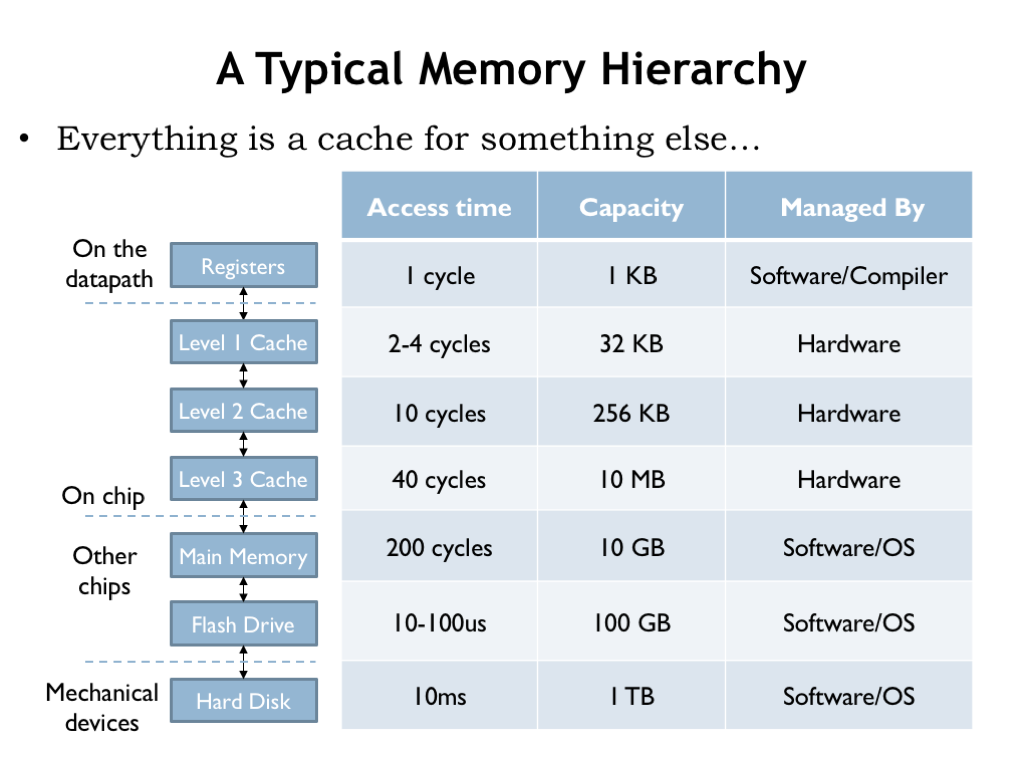 A Typical Memory Hierarchy
• Everything is a cache for something else...
Access time Capacity Managed By
On the
datapath
Registers
1 cycle 1 KB Software/Compiler
Level 1 Cache
2-4 cycles 32 KB Hardware
Level 2 Cache
10 cycles 256 KB Hardware
Level 3 Cache
40 cycles 10 MB Hardware
On chip
Other
chips
Main Memory
200 cycles 10 GB Software/OS
Flash Drive
10-100us 100 GB Software/OS
Mechanical
devices
Hard Disk
10ms 1 TB Software/OS